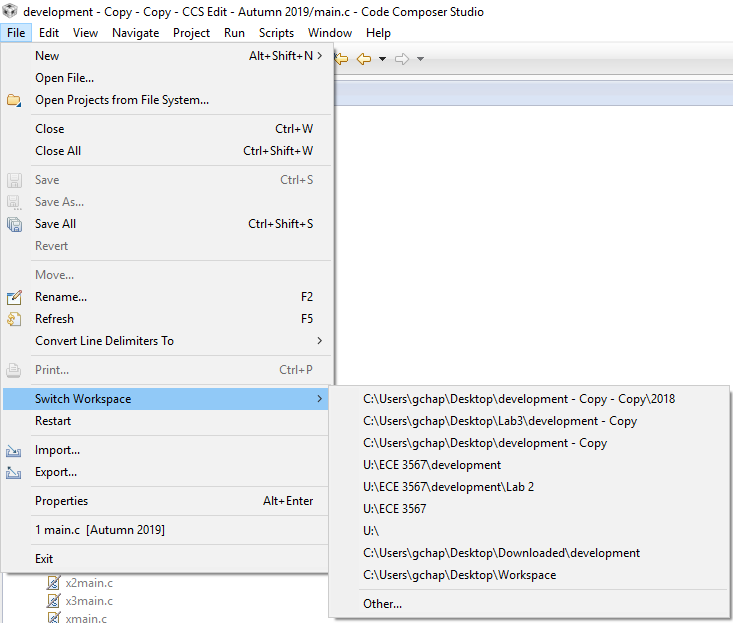 development - Copy - Copy - CCS Edit - Autumn 2019/main.c - Code Composer Studio
File Edit View Navigate Project Run Scripts Window Help
New Alt+Shift+N
Open File...
Open Projects from File System...
Close Ctrl+W
Close All Ctrl+Shift+W
Save Ctrl+S
Save As...
Save All Ctrl+Shift+S
Revert
Move...
Rename... F2
Refresh F5
Convert Line Delimiters To
Print... Ctrl+P
Switch Workspace
Restart
Import...
Export...
Properties Alt+Enter
1 main.c [Autumn 2019]
Exit
C:\Users\gchap\Desktop\development - Copy - Copy\2018
C:\Users\gchap\Desktop\Lab3\development - Copy
C:\Users\gchap\Desktop\development - Copy
U:\ECE 3567\development
U:\ECE 3567\development\Lab 2
U:\ECE 3567
U:\
C:\Users\gchap\Desktop\Downloaded\development
C:\Users\gchap\Desktop\Workspace
Other...
x2main.c
x3main.c
xmain.c